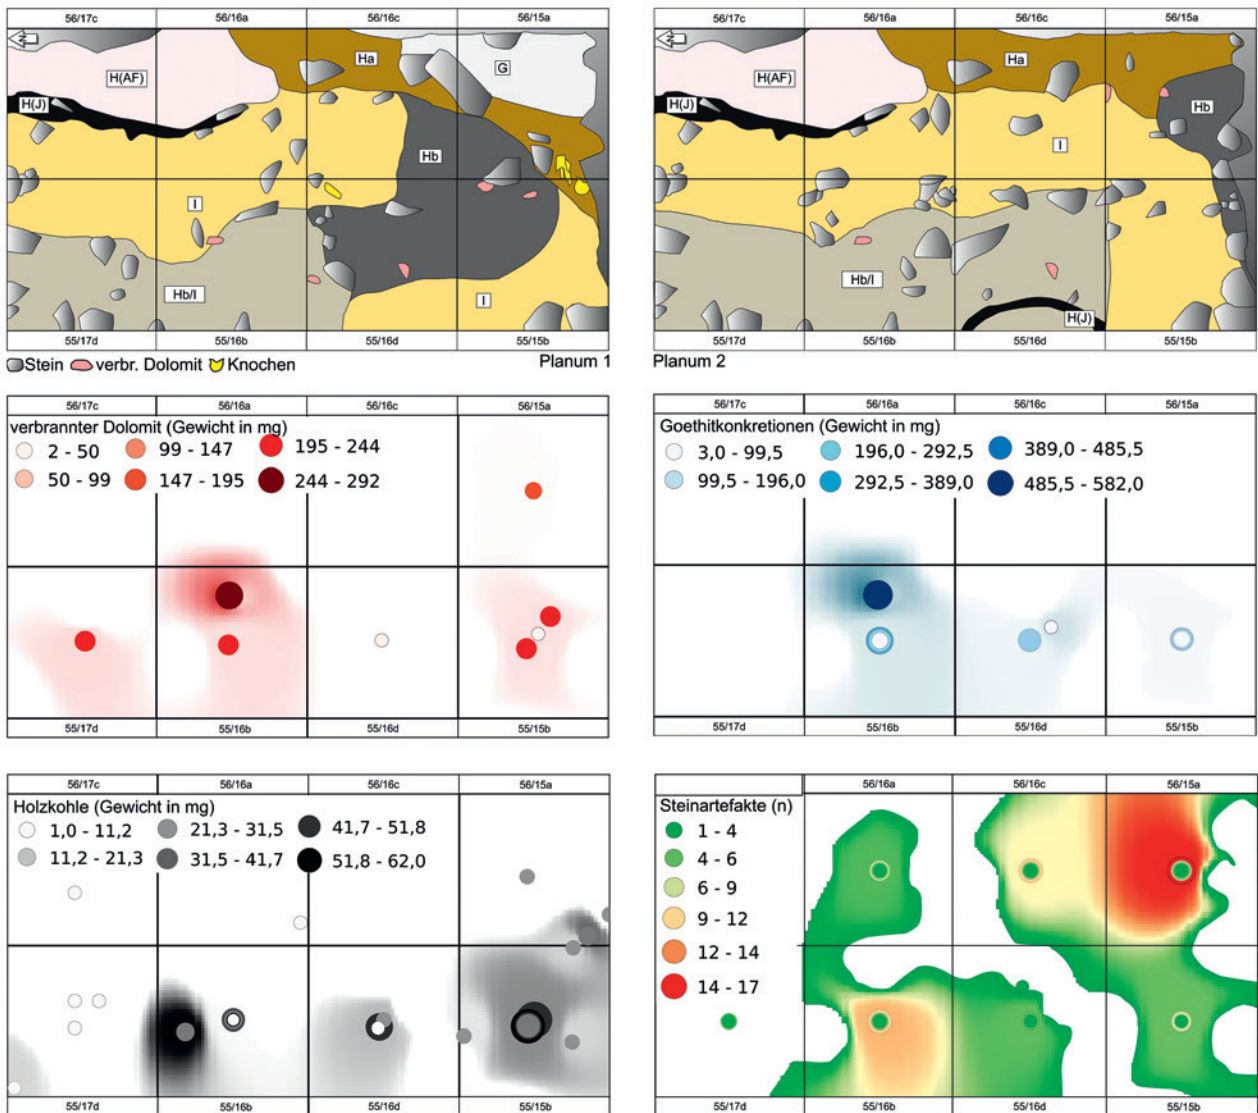 56/17c 56/16a 56/16c 56/15a
N
H(AF)
Ha
G
H(J)
Hb
I
Hb/I
I
55/17d 55/16b 55/16d 55/15b
Stein verbr. Dolomit Knochen Planum 1
56/17c 56/16a 56/16c 56/15a
N
H(AF)
Ha
H(J)
Hb
I
Hb/I
H(J)
55/17d 55/16b 55/16d 55/15b
Planum 2
56/17c 56/16a 56/16c 56/15a
verbrannter Dolomit (Gewicht in mg)
2 - 50 99 - 147 195 - 244
50 - 99 147 - 195 244 - 292
55/17d 55/16b 55/16d 55/15b
56/17c 56/16a 56/16c 56/15a
Goethitkonkretionen (Gewicht in mg)
3,0 - 99,5 196,0 - 292,5 389,0 - 485,5
99,5 - 196,0 292,5 - 389,0 485,5 - 582,0
55/17d 55/16b 55/16d 55/15b
56/17c 56/16a 56/16c 56/15a
Holzkohle (Gewicht in mg)
1,0 - 11,2 21,3 - 31,5 41,7 - 51,8
11,2 - 21,3 31,5 - 41,7 51,8 - 62,0
55/17d 55/16b 55/16d 55/15b
56/17c 56/16a 56/16c 56/15a
Steinartefakte (n)
1 - 4
4 - 6
6 - 9
9 - 12
12 - 14
14 - 17
55/17d 55/16b 55/16d 55/15b